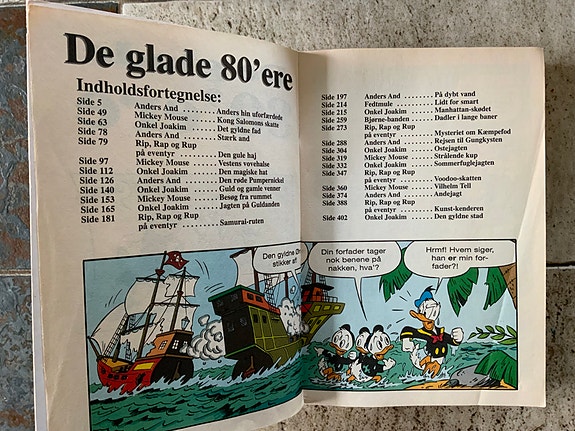 De glade 80'ere
Indholdsfortegnelse:
Side 5 Anders And ........ Anders hin uforfærdede
Side 49 Mickey Mouse .... Kong Salomons skatte
Side 63 Onkel Joakim ..... Det gyldne fad
Side 78 Anders And ........ Stærk and
Side 79 Rip, Rap og Rup
på eventyr ........... Den gule haj
Side 97 Mickey Mouse .... Vestens vovehalse
Side 112 Onkel Joakim ..... Den magiske hat
Side 126 Anders And ........ Den røde Pumpernickel
Side 140 Onkel Joakim ..... Guld og gamle venner
Side 153 Mickey Mouse .... Besøg fra rummet
Side 165 Onkel Joakim ..... Jagten på Guldanden
Side 181 Rip, Rap og Rup
på eventyr ........... Samurai-ruten
Side 197 Anders And ........ På dybt vand
Side 214 Fedtmule ............ Lidt for smart
Side 215 Onkel Joakim ..... Manhattan-skødet
Side 259 Bjørne-banden ... Dadler i lange baner
Side 273 Rip, Rap og Rup
på eventyr ........... Mysteriet om Kæmpefod
Side 288 Anders And ........ Rejsen til Gungkysten
Side 304 Onkel Joakim ..... Ostejagten
Side 319 Mickey Mouse .... Strålende kup
Side 332 Onkel Joakim ..... Sommerfuglejagten
Side 347 Rip, Rap og Rup
på eventyr ........... Voodoo-skatten
Side 360 Mickey Mouse .... Vilhelm Tell
Side 374 Anders And ........ Andejagt
Side 388 Rip, Rap og Rup
på eventyr ........... Kunst-kenderen
Side 402 Onkel Joakim ..... Den gyldne stad
Den gyldne
stikker af
Din forfader tager
nok benene på
nakken, hva'?
Hrmf! Hvem siger,
han er min for-
fader?!